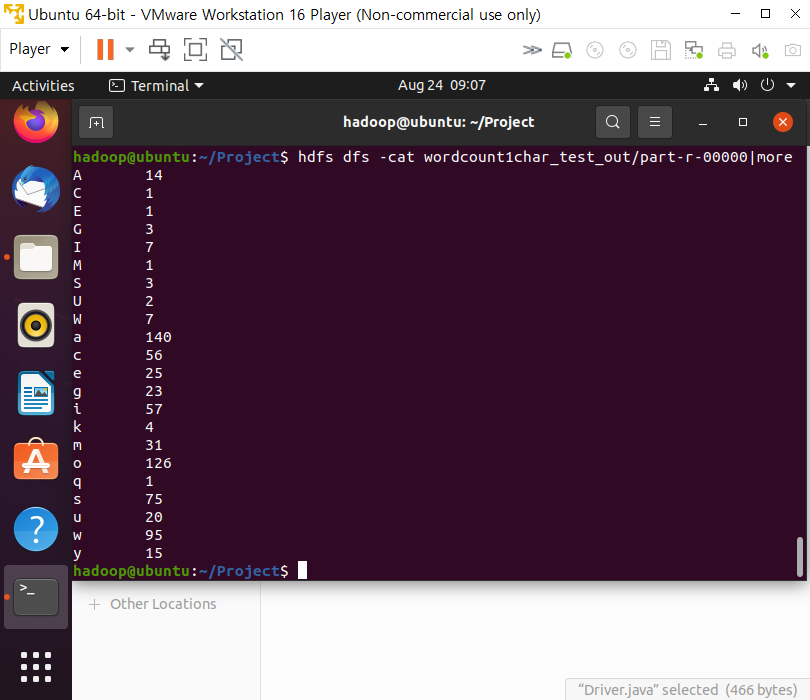 Ubuntu 64-bit - VMware Workstation 16 Player (Non-commercial use only)
Player
Activities Terminal Aug 24 09:07
hadoop@ubuntu: ~/Project
hadoop@ubuntu:~/Project$ hdfs dfs -cat wordcount1char_test_out/part-r-00000|more
A 14
C 1
E 1
G 3
I 7
M 1
S 3
U 2
W 7
a 140
c 56
e 25
g 23
i 57
k 4
m 31
o 126
q 1
s 75
u 20
w 95
y 15
hadoop@ubuntu:~/Project$
+ Other Locations
"Driver.java" selected (466 bytes)